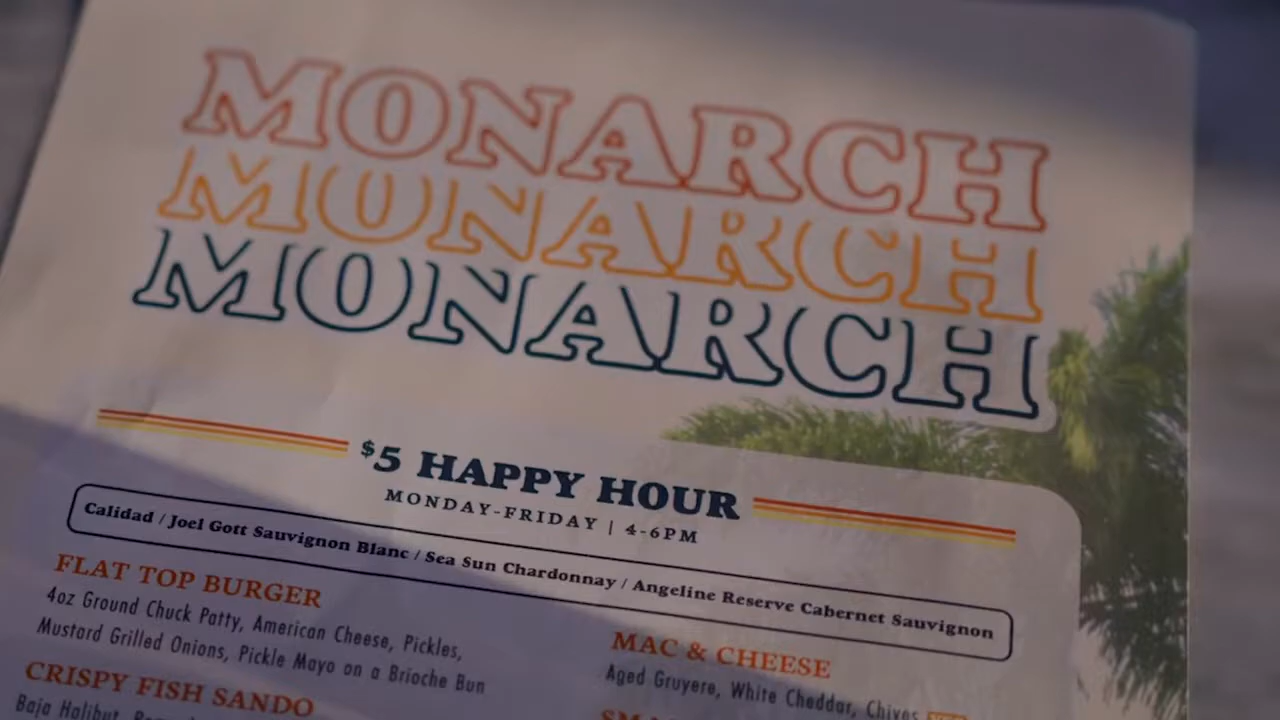 MONARCH
MONARCH
MONARCH
$5 HAPPY HOUR
MONDAY-FRIDAY | 4-6PM
Calidad / Joel Gott Sauvignon Blanc / Sea Sun Chardonnay / Angeline Reserve Cabernet Sauvignon
FLAT TOP BURGER
4oz Ground Chuck Patty, American Cheese, Pickles,
Mustard Grilled Onions, Pickle Mayo on a Brioche Bun
CRISPY FISH SANDO
Baja Halibut,
MAC & CHEESE
Aged Gruyere, White Cheddar, Chives